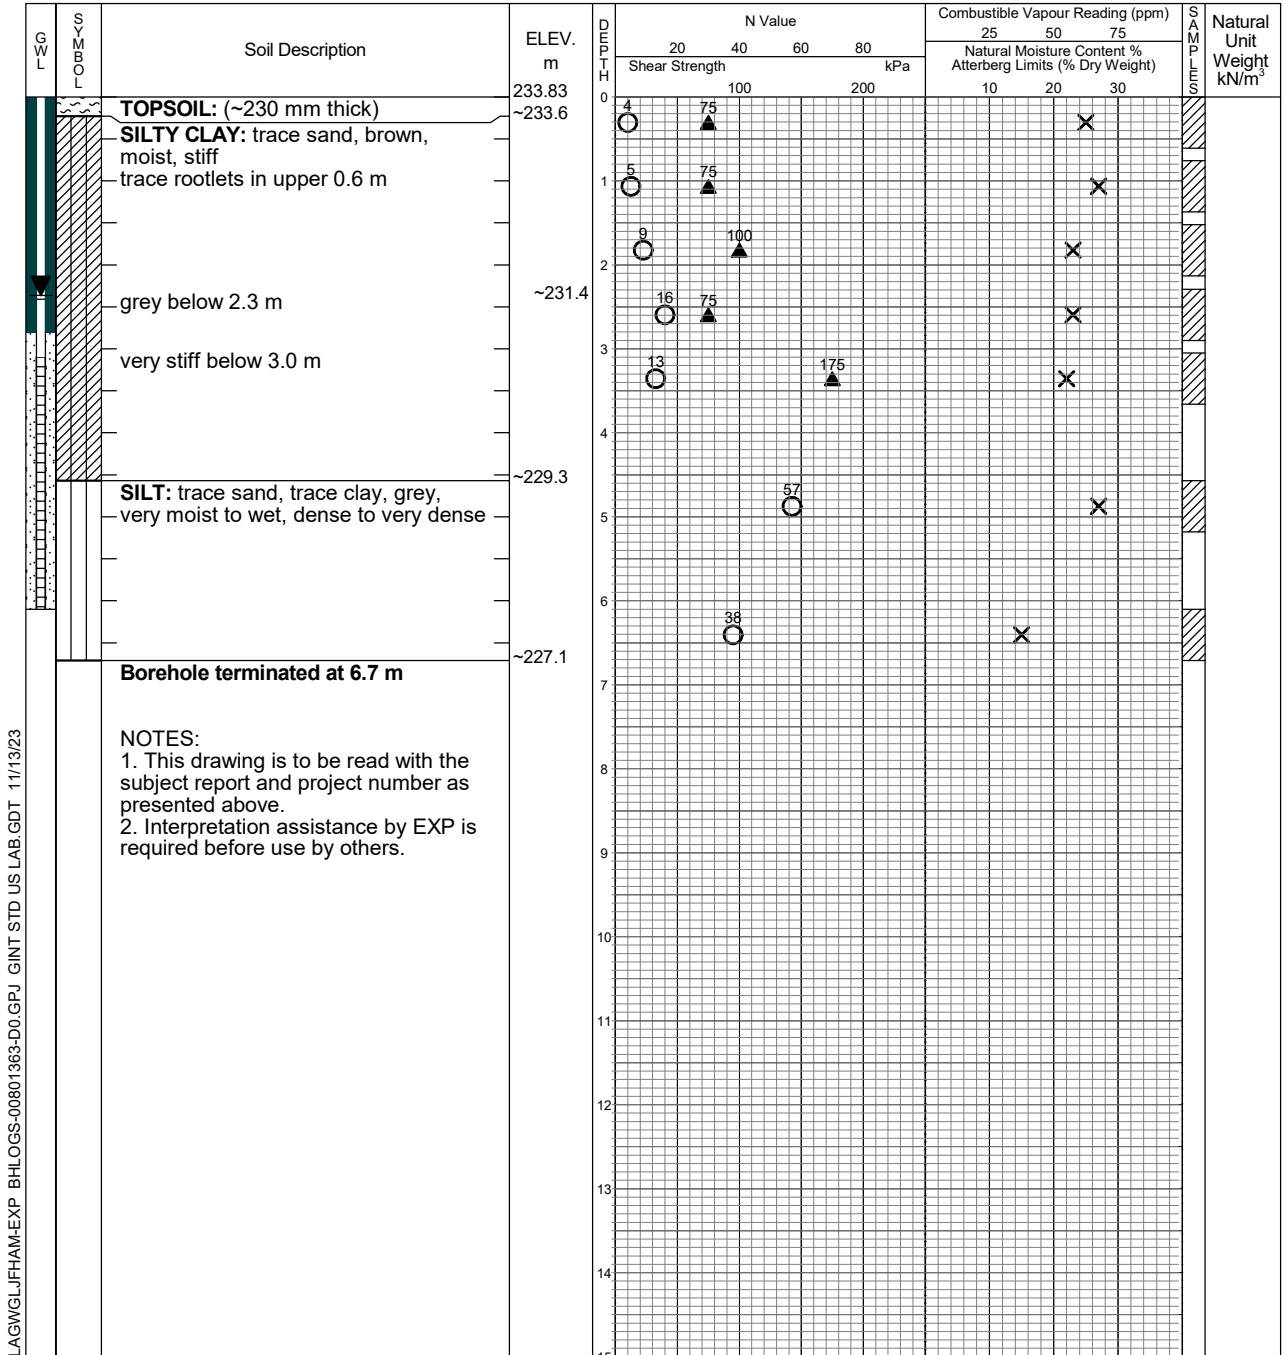 GWL
SYMBOL
Soil Description
ELEV.
m
DEPTH
N Value
20 40 60 80
Shear Strength kPa
100 200
Combustible Vapour Reading (ppm)
25 50 75
Natural Moisture Content %
Atterberg Limits (% Dry Weight)
10 20 30
SAMPLES
Natural
Unit
Weight
kN/m³
233.83
0
TOPSOIL: (~230 mm thick)
~233.6
4 75
SILTY CLAY: trace sand, brown,
moist, stiff
trace rootlets in upper 0.6 m
1
5 75
9 100
2
~231.4
grey below 2.3 m
16 75
3
very stiff below 3.0 m
13 175
4
~229.3
SILT: trace sand, trace clay, grey,
very moist to wet, dense to very dense
57
5
6
38
~227.1
Borehole terminated at 6.7 m
7
NOTES:
1. This drawing is to be read with the
subject report and project number as
presented above.
2. Interpretation assistance by EXP is
required before use by others.
8
9
10
11
12
13
14
15
LAGWGLJFHAM-EXP BHLOGS-00801363-D0.GPJ GINT STD US LAB.GDT 11/13/23